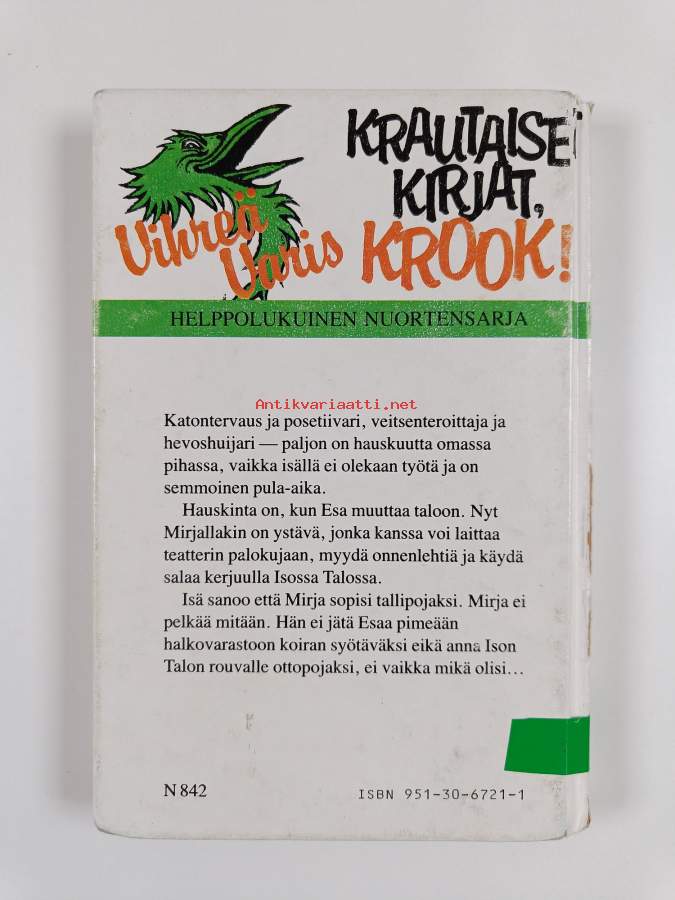 KRAUTAISET
KIRJAT,
Vihreä
Varis
KROOK!
HELPPOLUKUINEN NUORTENSARJA
Antikvariaatti.net
Katontervaus ja posetiivari, veitsenteroittaja ja
hevoshuijari — paljon on hauskuutta omassa
pihassa, vaikka isällä ei olekaan työtä ja on
semmoinen pula-aika.
Hauskinta on, kun Esa muuttaa taloon. Nyt
Mirjallakin on ystävä, jonka kanssa voi laittaa
teatterin palokujaan, myydä onnenlehtiä ja käydä
salaa kerjuulla Isossa Talossa.
Isä sanoo että Mirja sopisi tallipojaksi. Mirja ei
pelkää mitään. Hän ei jätä Esaa pimeään
halkovarastoon koiran syötäväksi eikä anna Ison
Talon rouvalle ottopojaksi, ei vaikka mikä olisi...
N 842
ISBN 951-30-6721-1